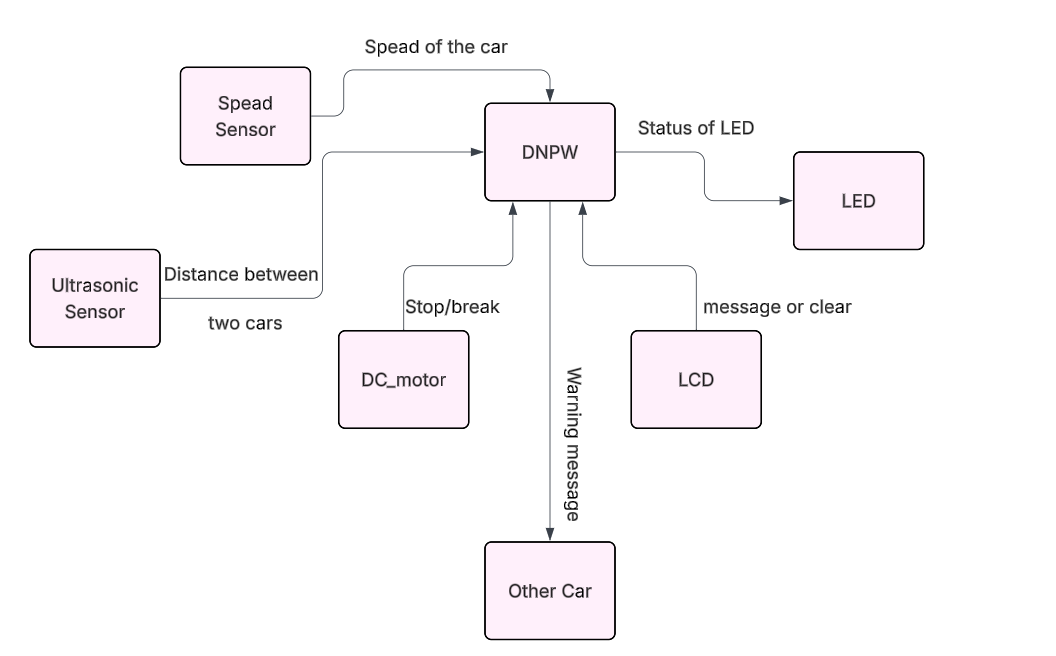 Spead of the car
Spead
Sensor
DNPW
Status of LED
LED
Ultrasonic
Sensor
Distance between
two cars
Stop/break
message or clear
DC_motor
LCD
Warning message
Other Car